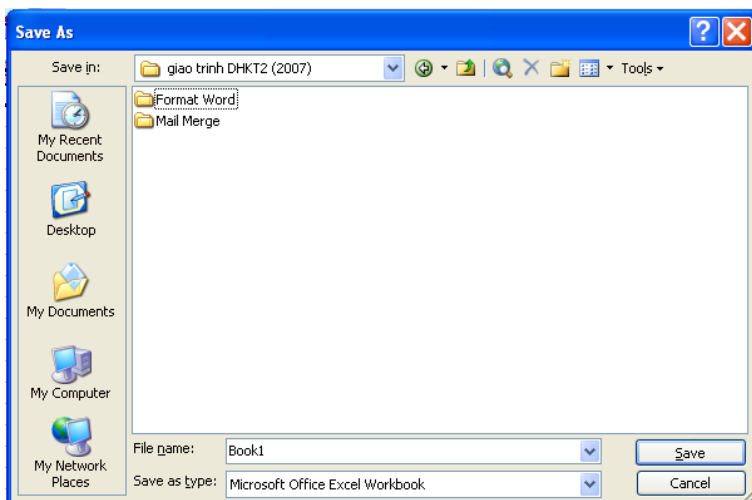 Save As
Save in:
giao trinh DHKT2 (2007)
Tools
Format Word
Mail Merge
My Recent
Documents
Desktop
My Documents
My Computer
My Network
Places
File name:
Book1
Save
Save as type:
Microsoft Office Excel Workbook
Cancel